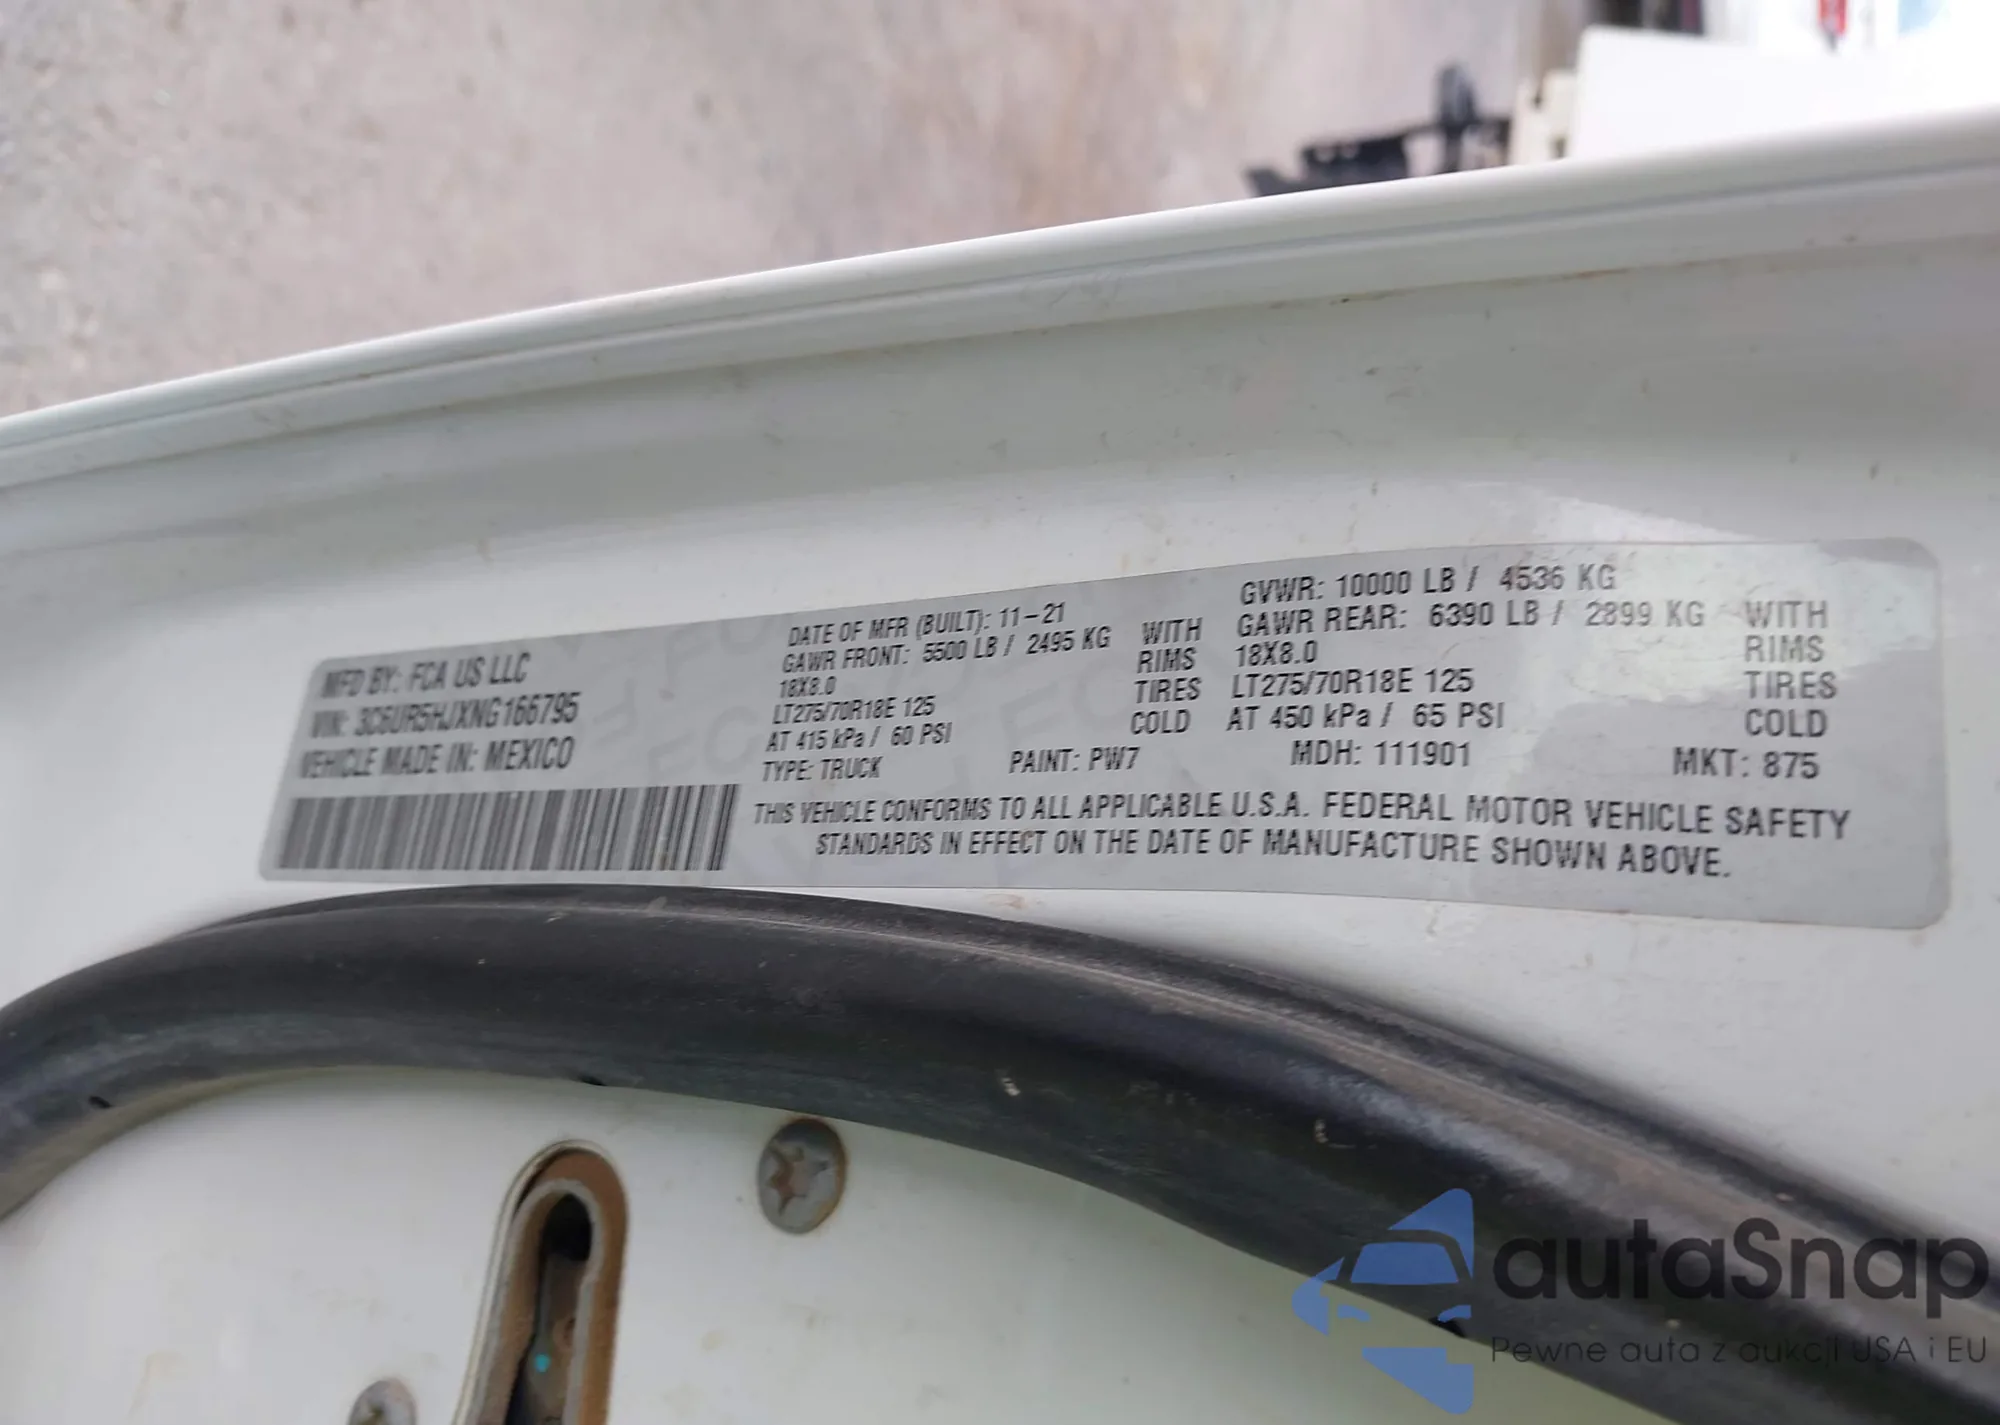 MFD BY: FCA US LLC
VIN: 3C6UR5HJXNG166795
VEHICLE MADE IN: MEXICO
DATE OF MFR (BUILT): 11-21
GAWR FRONT: 5500 LB / 2495 KG WITH
18X8.0 RIMS
LT275/70R18E 125 TIRES
AT 415 kPa / 60 PSI COLD
TYPE: TRUCK PAINT: PW7
GVWR: 10000 LB / 4536 KG
GAWR REAR: 6390 LB / 2899 KG WITH
18X8.0 RIMS
LT275/70R18E 125 TIRES
AT 450 kPa / 65 PSI COLD
MDH: 111901 MKT: 875
THIS VEHICLE CONFORMS TO ALL APPLICABLE U.S.A. FEDERAL MOTOR VEHICLE SAFETY
STANDARDS IN EFFECT ON THE DATE OF MANUFACTURE SHOWN ABOVE.
autaSnap
Pewne auta z aukcji USA i EU